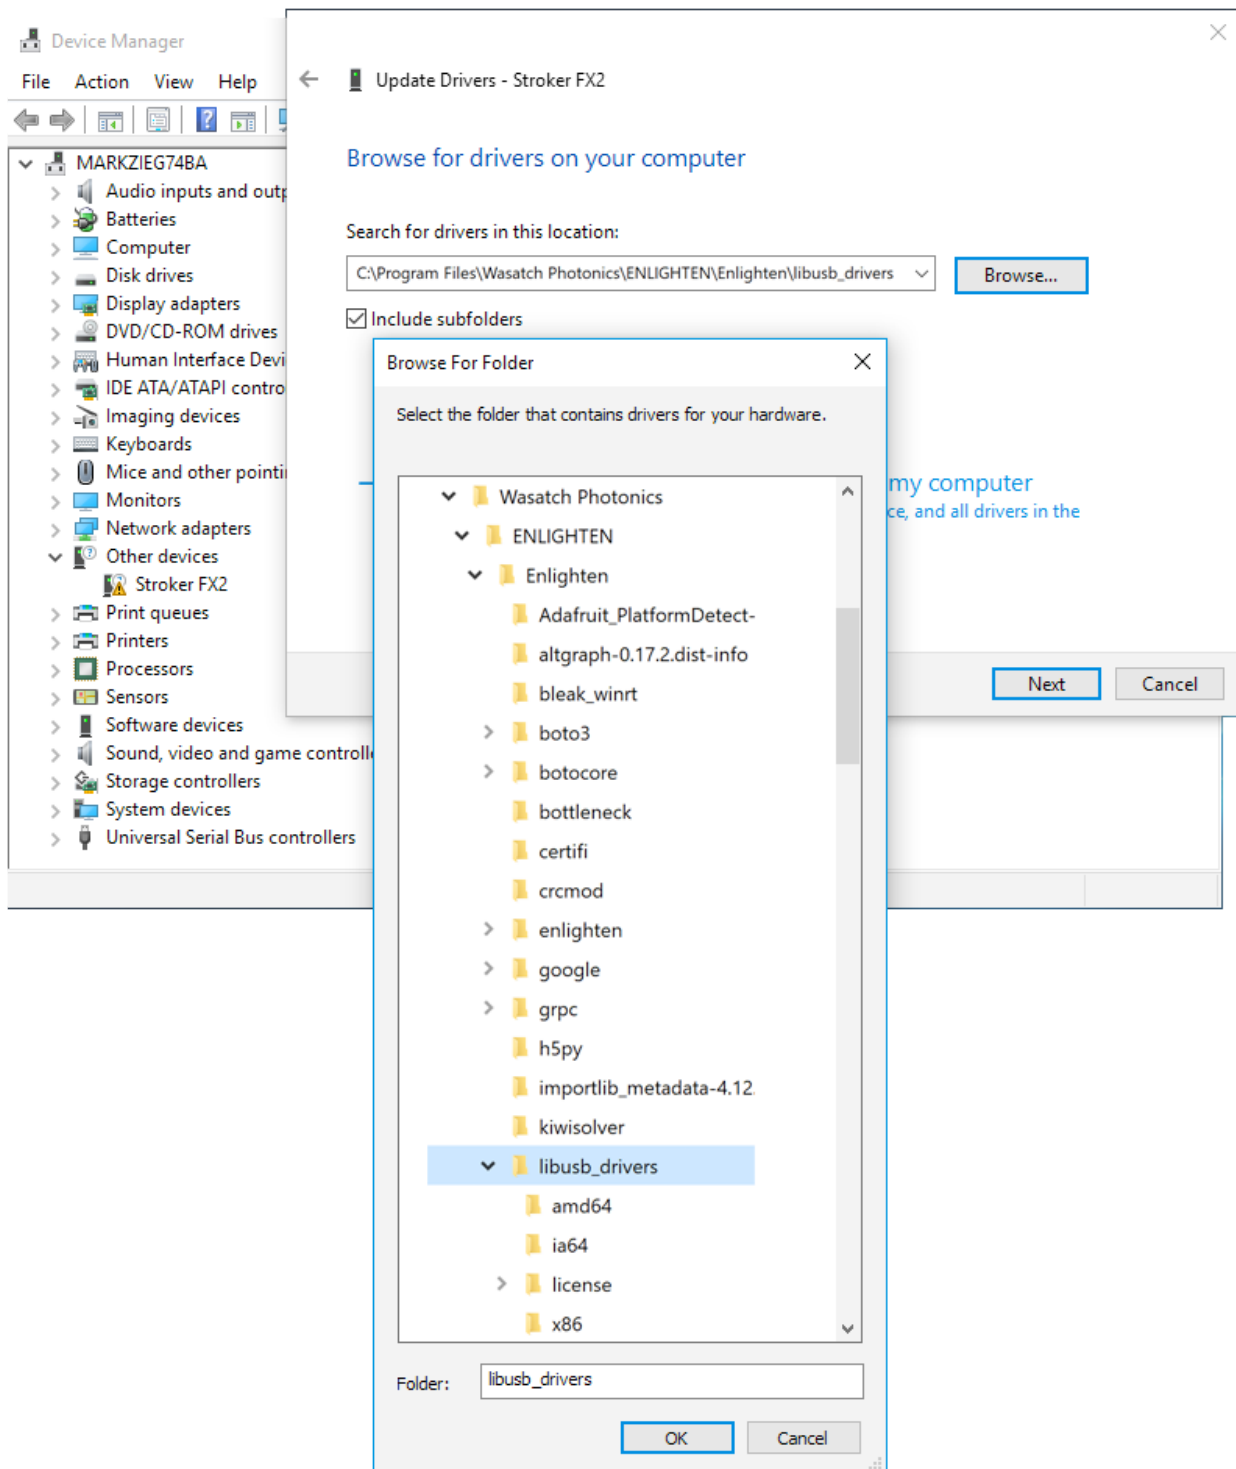 Device Manager
File Action View Help
MARKZIEG74BA
Audio inputs and outp
Batteries
Computer
Disk drives
Display adapters
DVD/CD-ROM drives
Human Interface Devi
IDE ATA/ATAPI contro
Imaging devices
Keyboards
Mice and other pointi
Monitors
Network adapters
Other devices
Stroker FX2
Print queues
Printers
Processors
Sensors
Software devices
Sound, video and game controll
Storage controllers
System devices
Universal Serial Bus controllers
Update Drivers - Stroker FX2
Browse for drivers on your computer
Search for drivers in this location:
C:\Program Files\Wasatch Photonics\ENLIGHTEN\Enlighten\libusb_drivers
Browse...
Include subfolders
my computer
ce, and all drivers in the
Next Cancel
Browse For Folder
Select the folder that contains drivers for your hardware.
Wasatch Photonics
ENLIGHTEN
Enlighten
Adafruit_PlatformDetect-
altgraph-0.17.2.dist-info
bleak_winrt
boto3
botocore
bottleneck
certifi
crcmod
enlighten
google
grpc
h5py
importlib_metadata-4.12.
kiwisolver
libusb_drivers
amd64
ia64
license
x86
Folder: libusb_drivers
OK Cancel